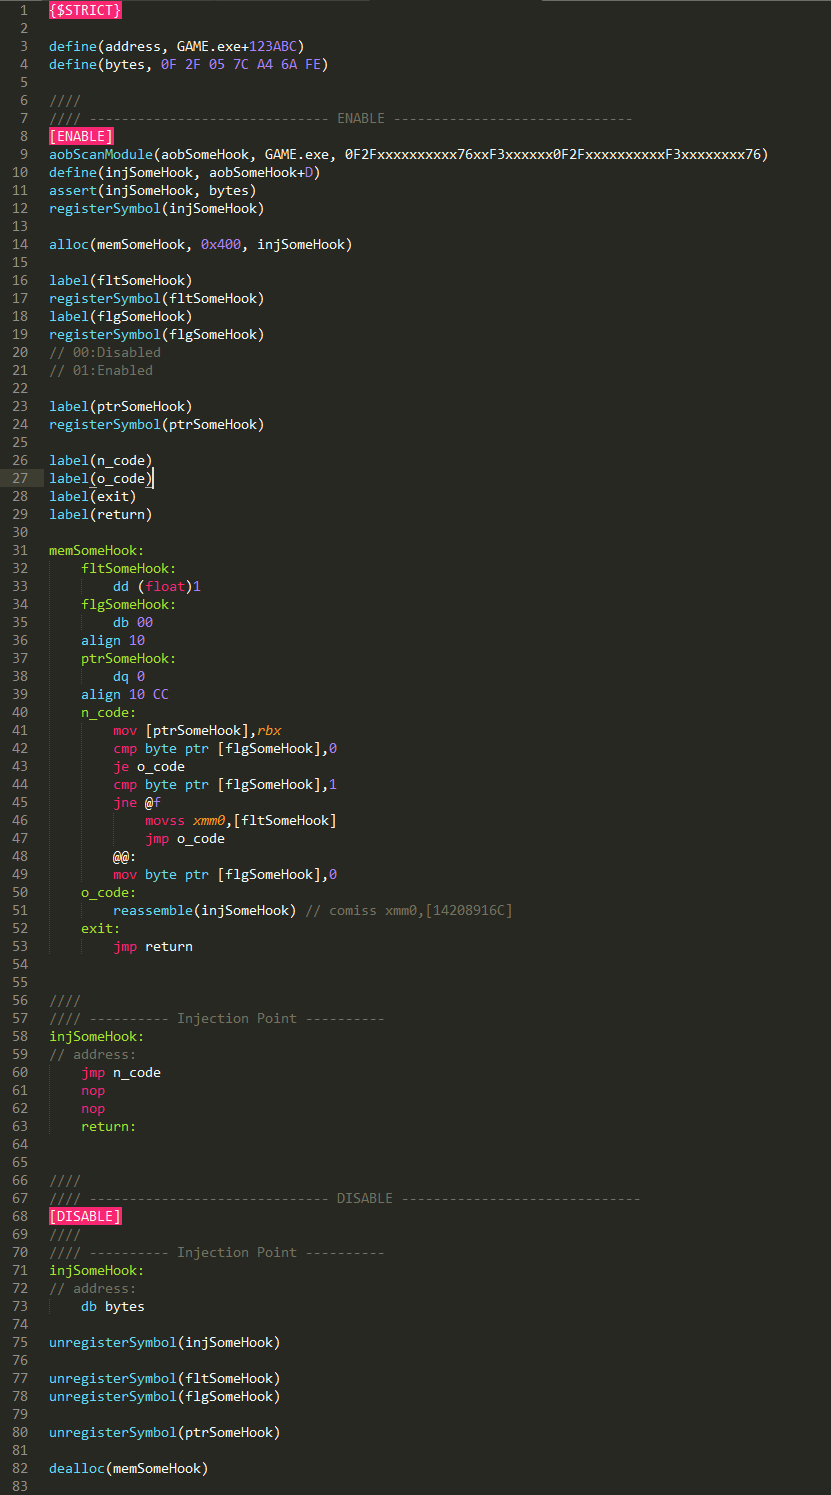 1 {$STRICT}
2
3 define(address, GAME.exe+123ABC)
4 define(bytes, 0F 2F 05 7C A4 6A FE)
5
6 ////
7 //// ------------------------------ ENABLE ------------------------------
8 [ENABLE]
9 aobScanModule(aobSomeHook, GAME.exe, 0F2Fxxxxxxxxxx76xxF3xxxxxx0F2FxxxxxxxxxxF3xxxxxxxx76)
10 define(injSomeHook, aobSomeHook+D)
11 assert(injSomeHook, bytes)
12 registerSymbol(injSomeHook)
13
14 alloc(memSomeHook, 0x400, injSomeHook)
15
16 label(fltSomeHook)
17 registerSymbol(fltSomeHook)
18 label(flgSomeHook)
19 registerSymbol(flgSomeHook)
20 // 00:Disabled
21 // 01:Enabled
22
23 label(ptrSomeHook)
24 registerSymbol(ptrSomeHook)
25
26 label(n_code)
27 label(o_code)
28 label(exit)
29 label(return)
30
31 memSomeHook:
32 fltSomeHook:
33 dd (float)1
34 flgSomeHook:
35 db 00
36 align 10
37 ptrSomeHook:
38 dq 0
39 align 10 CC
40 n_code:
41 mov [ptrSomeHook],rbx
42 cmp byte ptr [flgSomeHook],0
43 je o_code
44 cmp byte ptr [flgSomeHook],1
45 jne @f
46 movss xmm0,[fltSomeHook]
47 jmp o_code
48 @@:
49 mov byte ptr [flgSomeHook],0
50 o_code:
51 reassemble(injSomeHook) // comiss xmm0,[14208916C]
52 exit:
53 jmp return
54
55
56 ////
57 //// ---------- Injection Point ----------
58 injSomeHook:
59 // address:
60 jmp n_code
61 nop
62 nop
63 return:
64
65
66 ////
67 //// ------------------------------ DISABLE ------------------------------
68 [DISABLE]
69 ////
70 //// ---------- Injection Point ----------
71 injSomeHook:
72 // address:
73 db bytes
74
75 unregisterSymbol(injSomeHook)
76
77 unregisterSymbol(fltSomeHook)
78 unregisterSymbol(flgSomeHook)
79
80 unregisterSymbol(ptrSomeHook)
81
82 dealloc(memSomeHook)
83